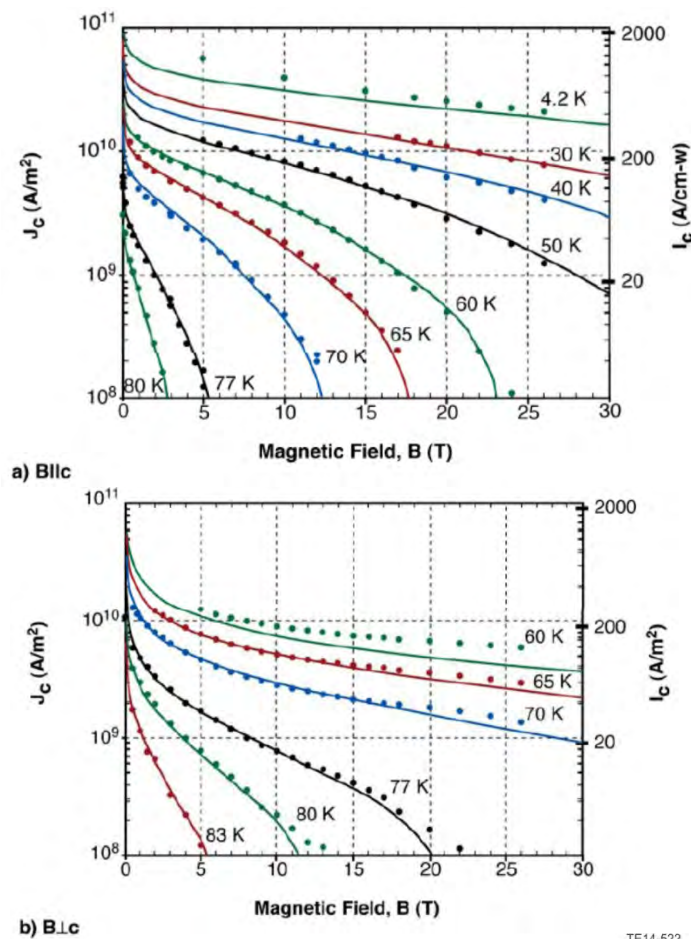 10¹¹
2000
4.2 K
10¹⁰
30 K
200
40 K
J_c (A/m²)
I_c (A/cm-w)
50 K
10⁹
60 K
20
65 K
70 K
80 K
77 K
10⁸
0 5 10 15 20 25 30
Magnetic Field, B (T)
a) BIIc
10¹¹
2000
10¹⁰
60 K
200
65 K
J_c (A/m²)
I_c (A/cm²-w)
70 K
10⁹
20
77 K
80 K
83 K
10⁸
0 5 10 15 20 25 30
Magnetic Field, B (T)
b) B⊥c